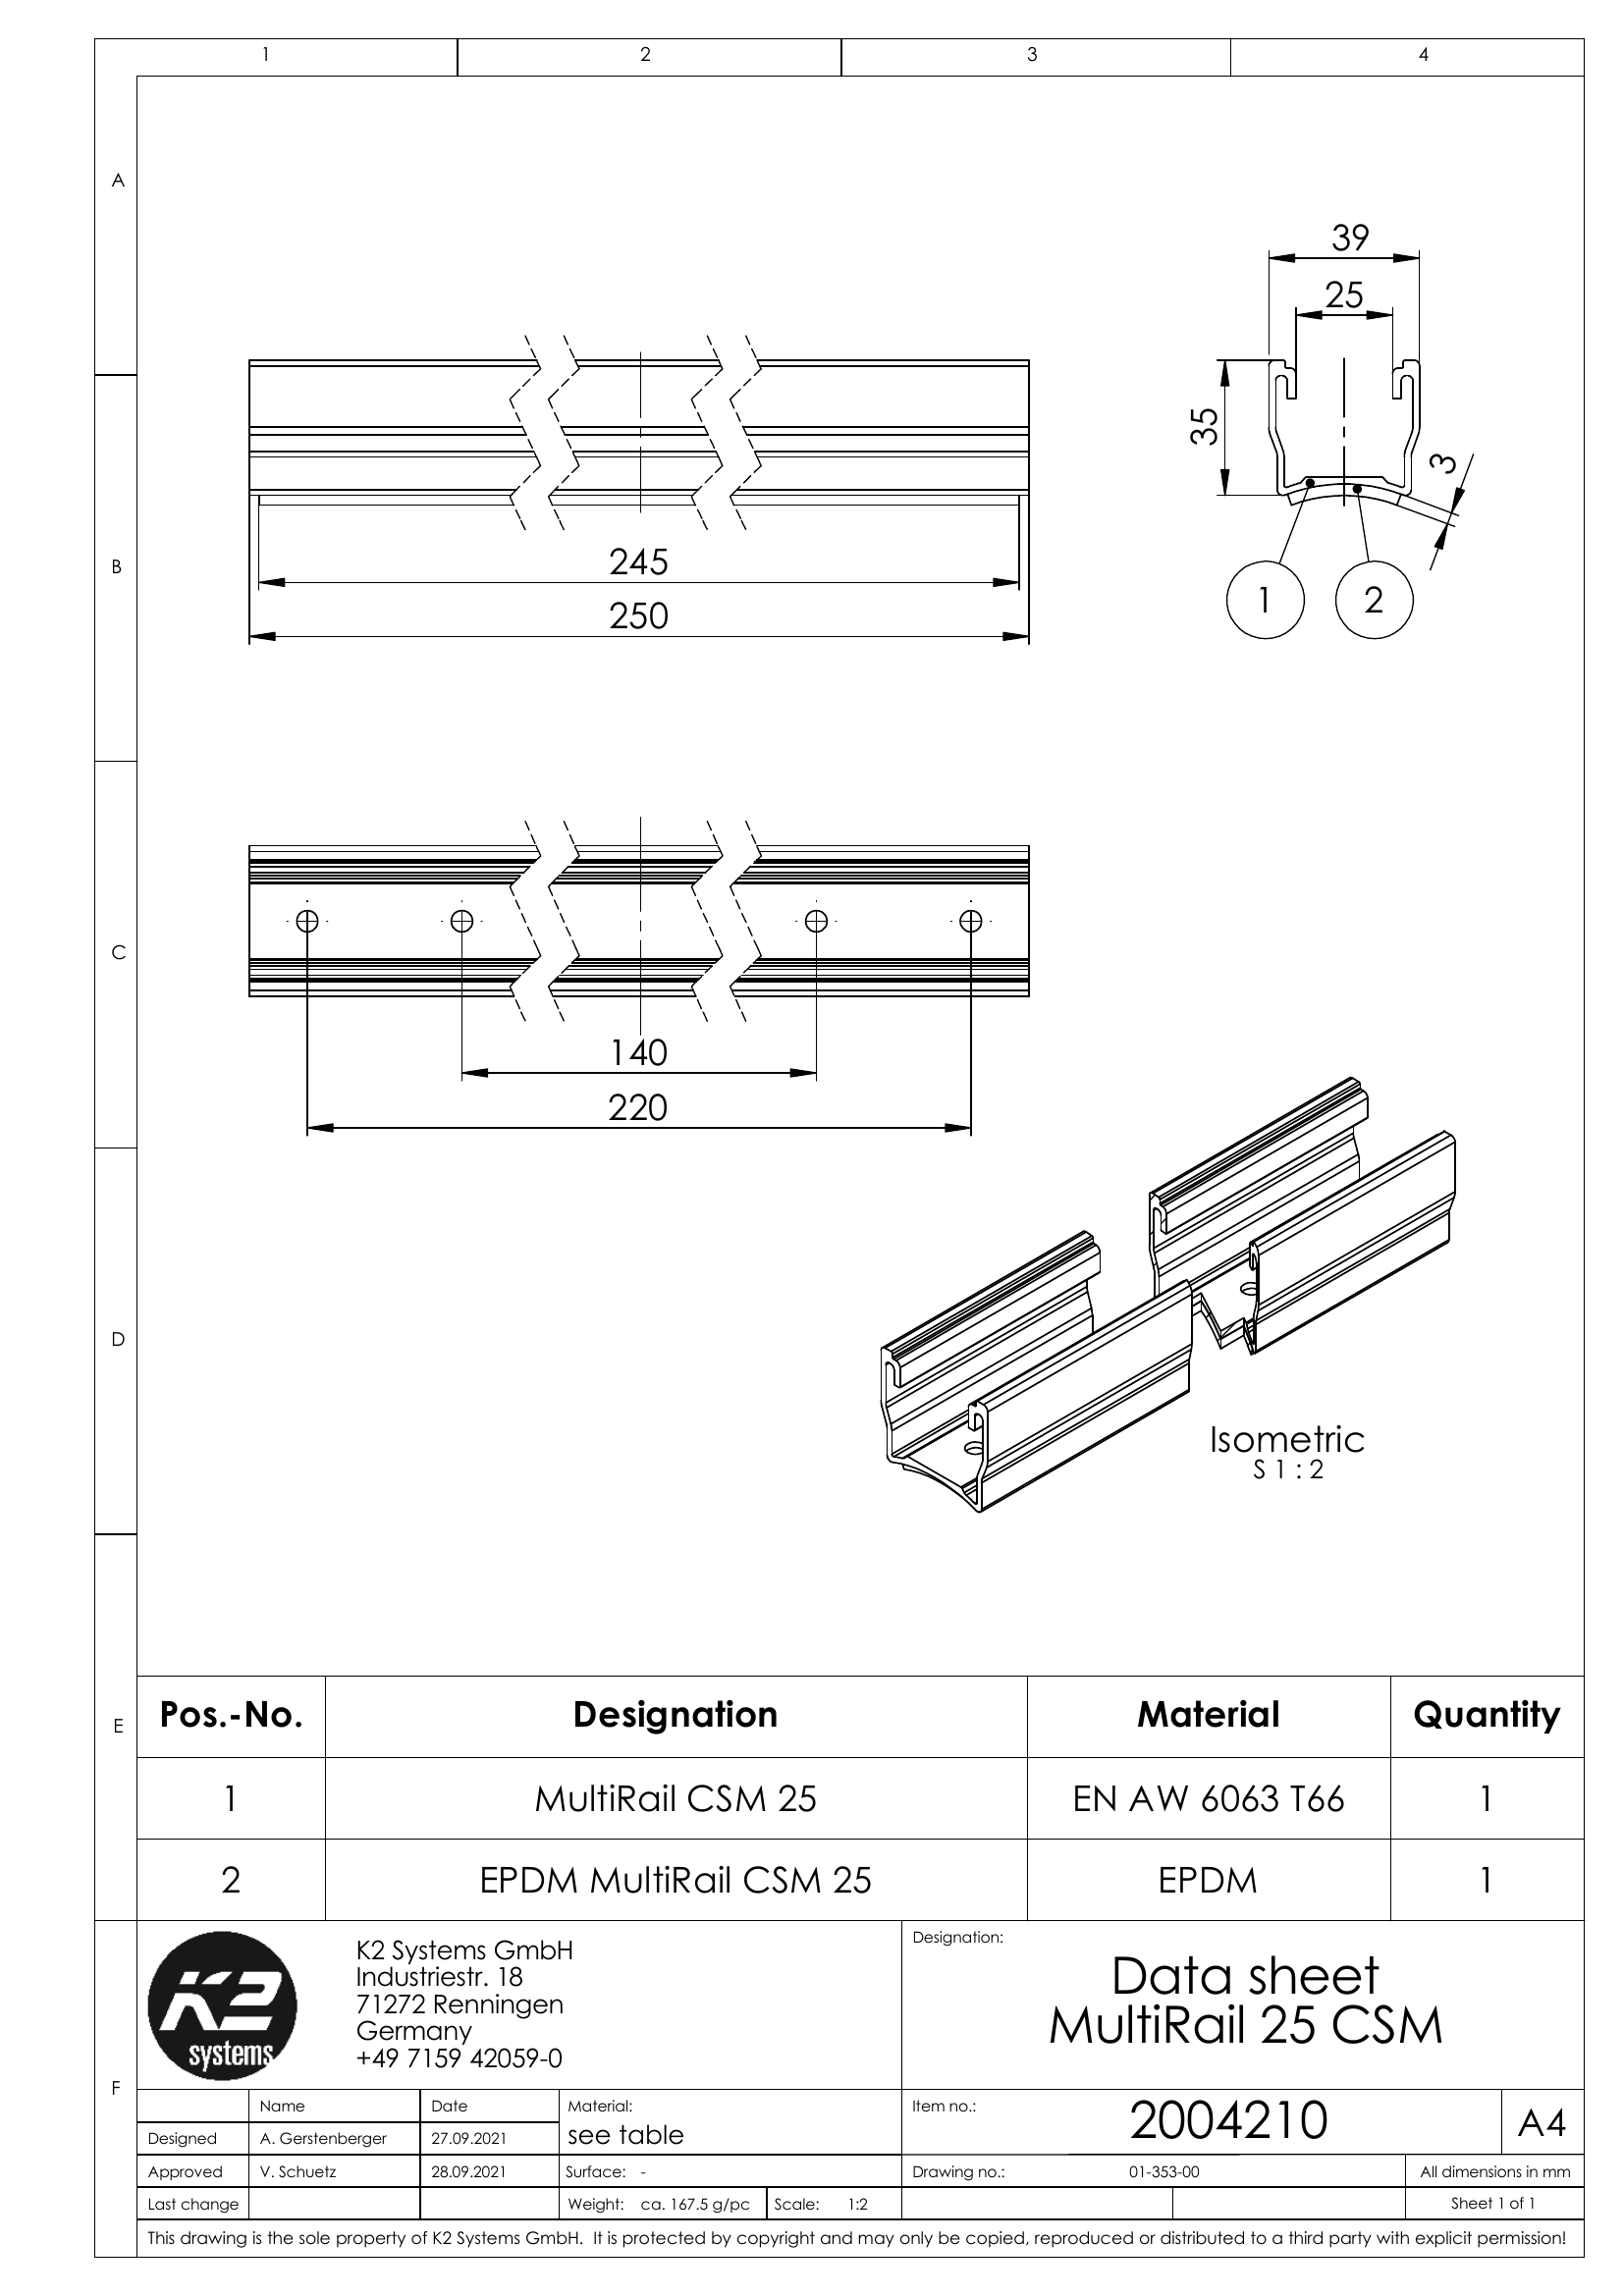 1 2 3 4
A
B
C
D
E
F
39
25
35
3
1 2
245
250
140
220
Isometric
S 1 : 2
Pos.-No. Designation Material Quantity
1 MultiRail CSM 25 EN AW 6063 T66 1
2 EPDM MultiRail CSM 25 EPDM 1
K2
systems
K2 Systems GmbH
Industriestr. 18
71272 Renningen
Germany
+49 7159 42059-0
Designation:
Data sheet
MultiRail 25 CSM
Name Date Material:
see table
Item no.: 2004210 A4
Designed A. Gerstenberger 27.09.2021
Approved V. Schuetz 28.09.2021 Surface: - Drawing no.: 01-353-00 All dimensions in mm
Last change Weight: ca. 167.5 g/pc Scale: 1:2 Sheet 1 of 1
This drawing is the sole property of K2 Systems GmbH. It is protected by copyright and may only be copied, reproduced or distributed to a third party with explicit permission!